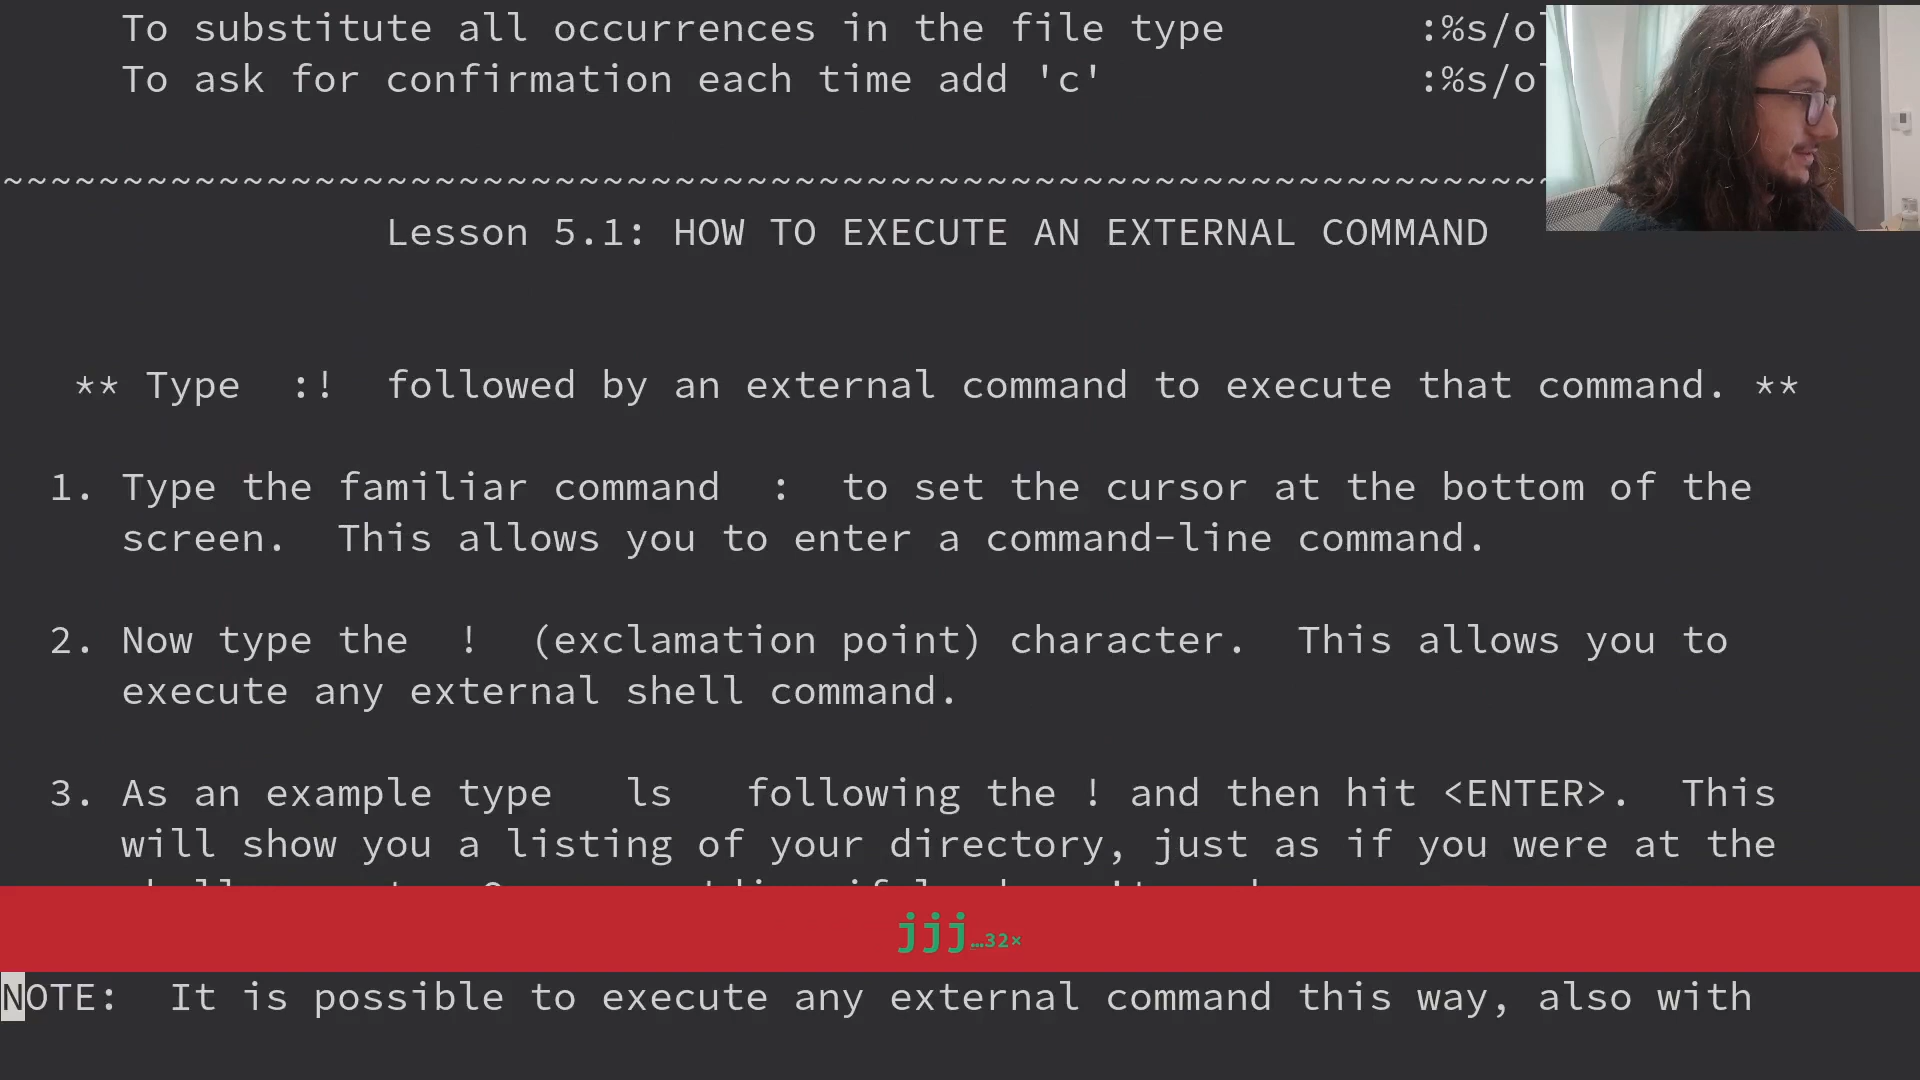 To substitute all occurrences in the file type :%s/o
To ask for confirmation each time add 'c' :%s/o
~~~~~~~~~~~~~~~~~~~~~~~~~~~~~~~~~~~~~~~~~~~~~~~~~~~~~~~~~~~~~~~~~
Lesson 5.1: HOW TO EXECUTE AN EXTERNAL COMMAND
** Type :! followed by an external command to execute that command. **
1. Type the familiar command : to set the cursor at the bottom of the
screen. This allows you to enter a command-line command.
2. Now type the ! (exclamation point) character. This allows you to
execute any external shell command.
3. As an example type ls following the ! and then hit <ENTER>. This
will show you a listing of your directory, just as if you were at the
jjj…32×
NOTE: It is possible to execute any external command this way, also with